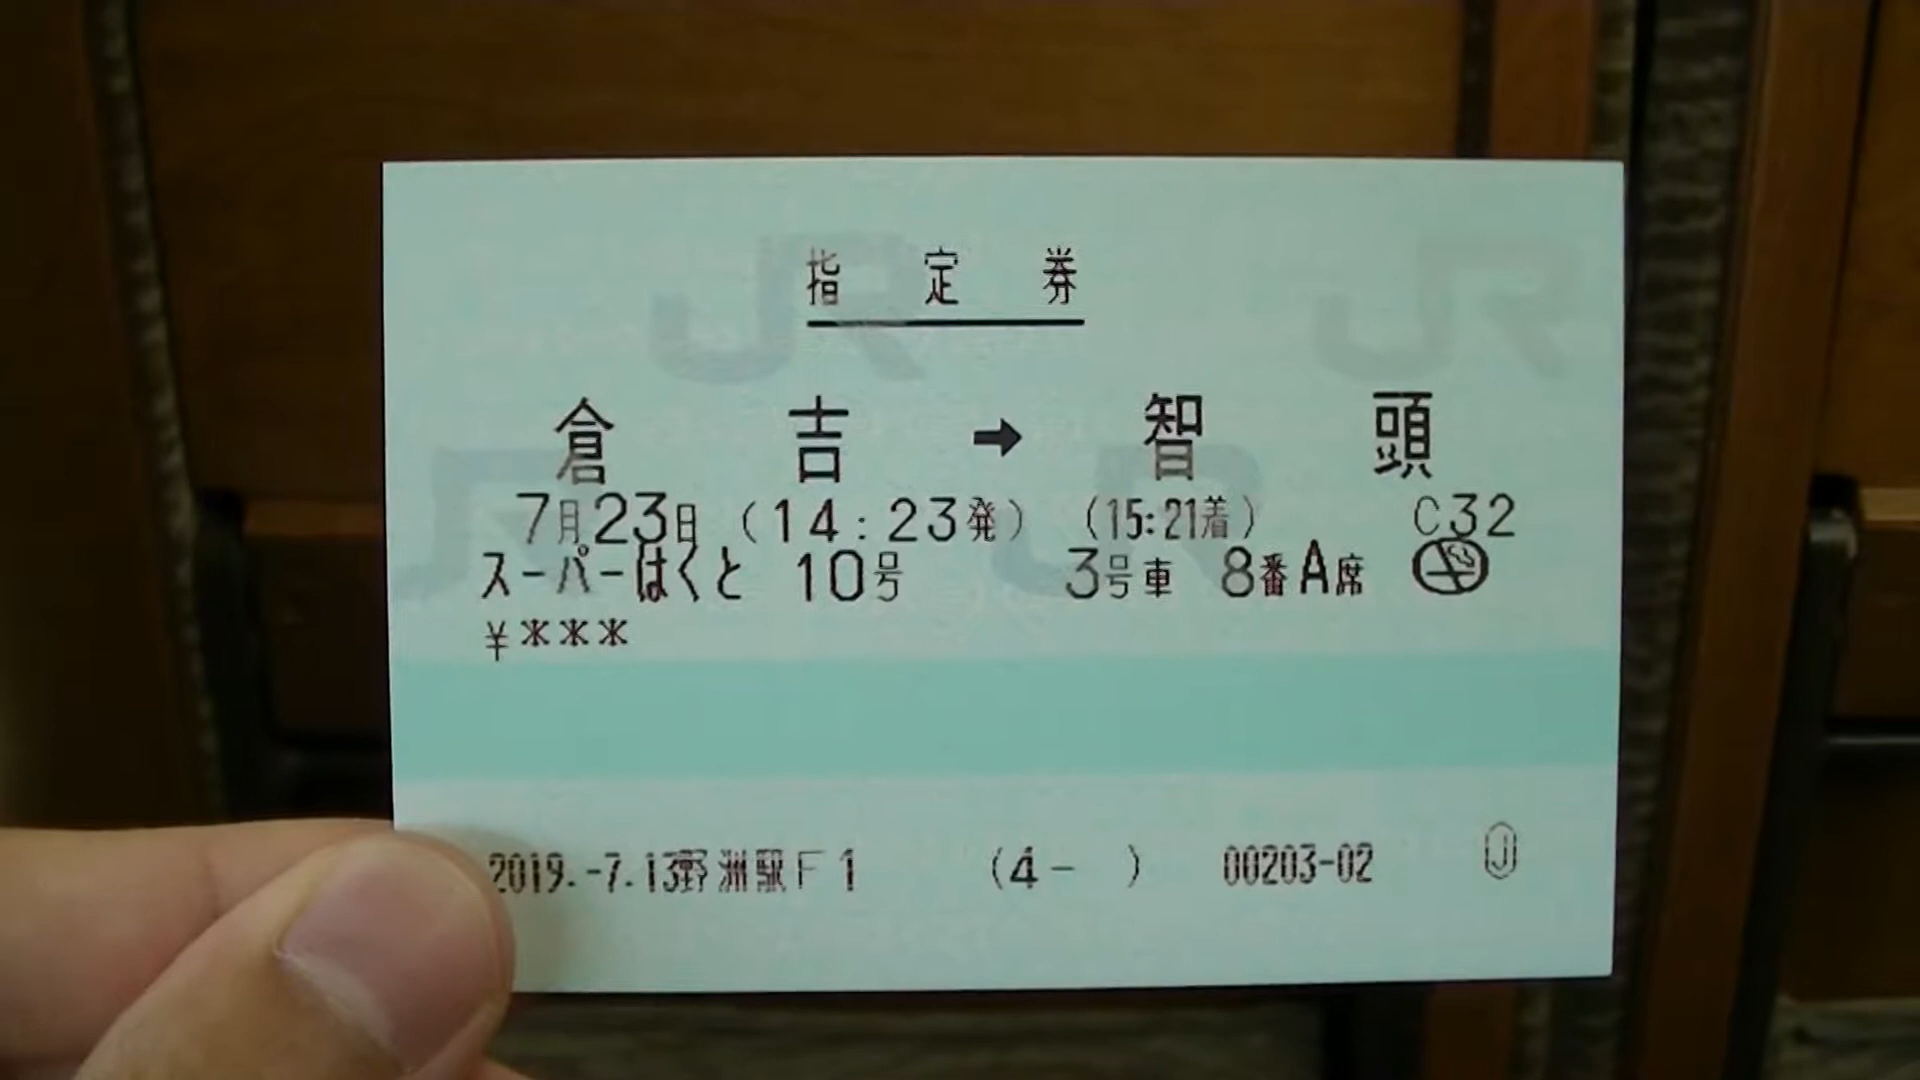 指定券
倉吉➡智頭
7月23日 (14:23発) (15:21着) C32
スーパーはくと 10号 3号車 8番A席
¥***
2019.-7.13野洲駅F1 (4- ) 00203-02 Ⓙ